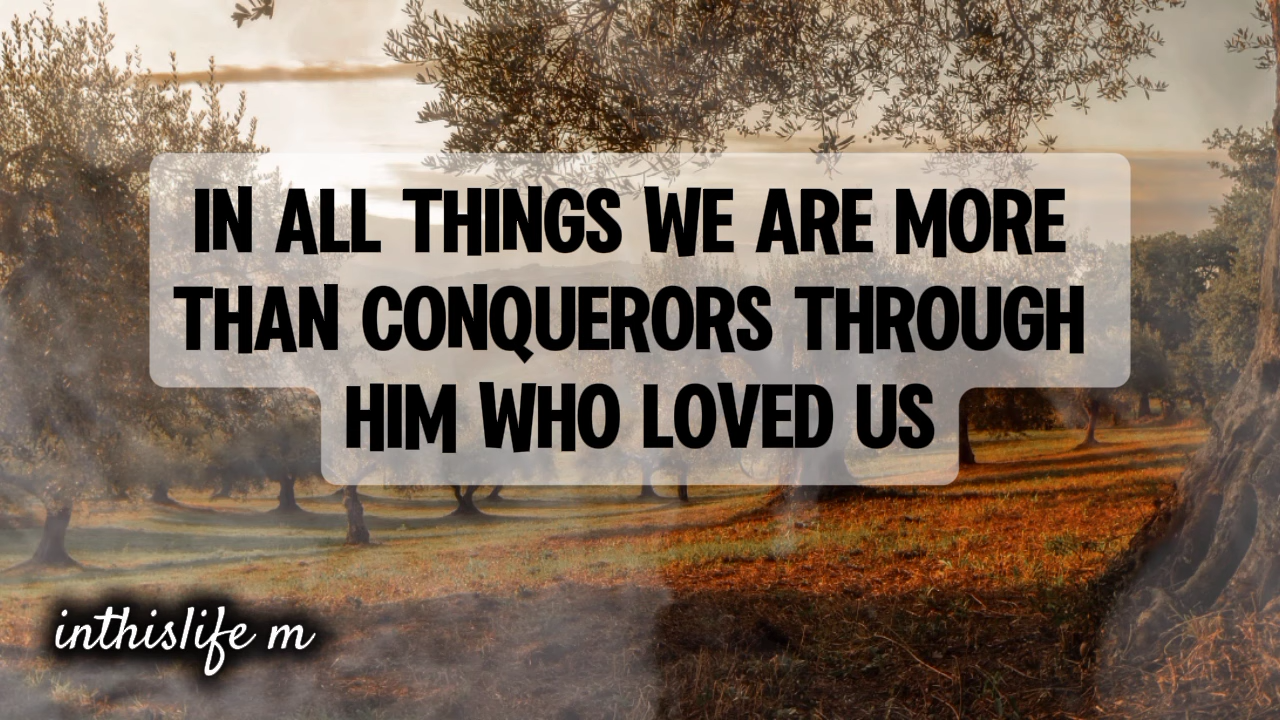 IN ALL THINGS WE ARE MORE
THAN CONQUERORS THROUGH
HIM WHO LOVED US
inthislife m